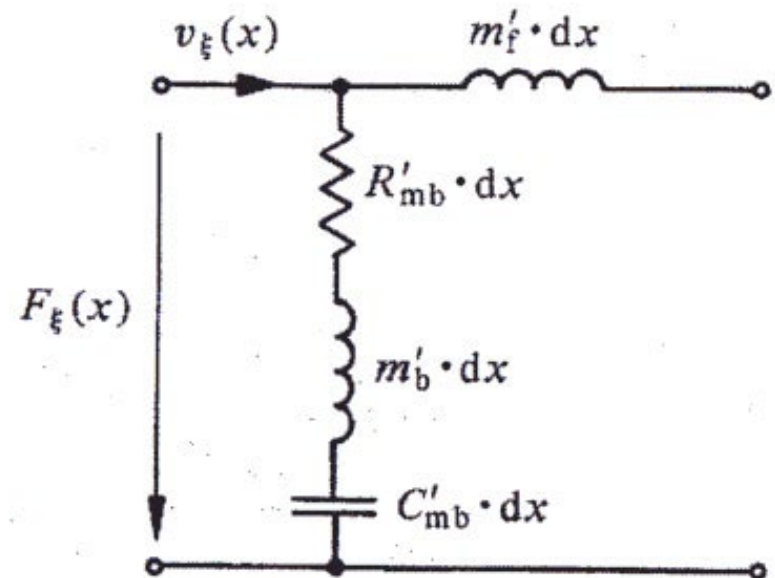 v_ξ(x)
m′_f · dx
R′_mb · dx
F_ξ(x)
m′_b · dx
C′_mb · dx